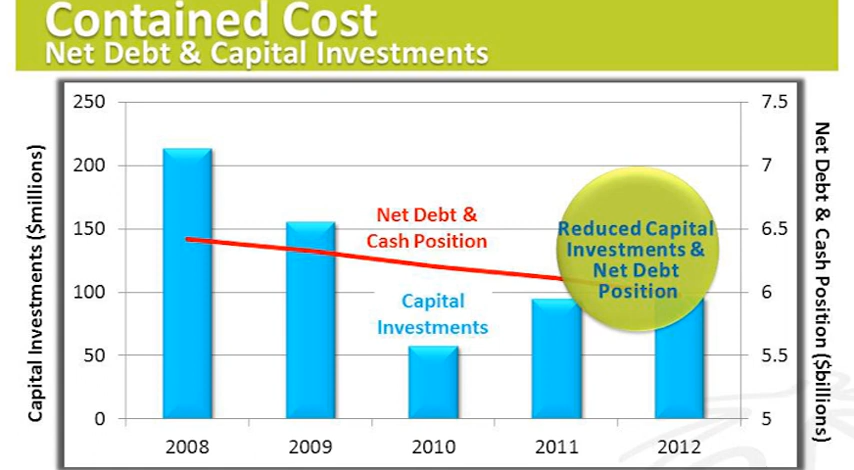 Contained Cost
Net Debt & Capital Investments
Capital Investments ($millions)
250
200
150
100
50
0
7.5
7
6.5
6
5.5
5
Net Debt & Cash Position ($billions)
Net Debt &
Cash Position
Capital
Investments
Reduced Capital
Investments &
Net Debt
Position
2008
2009
2010
2011
2012